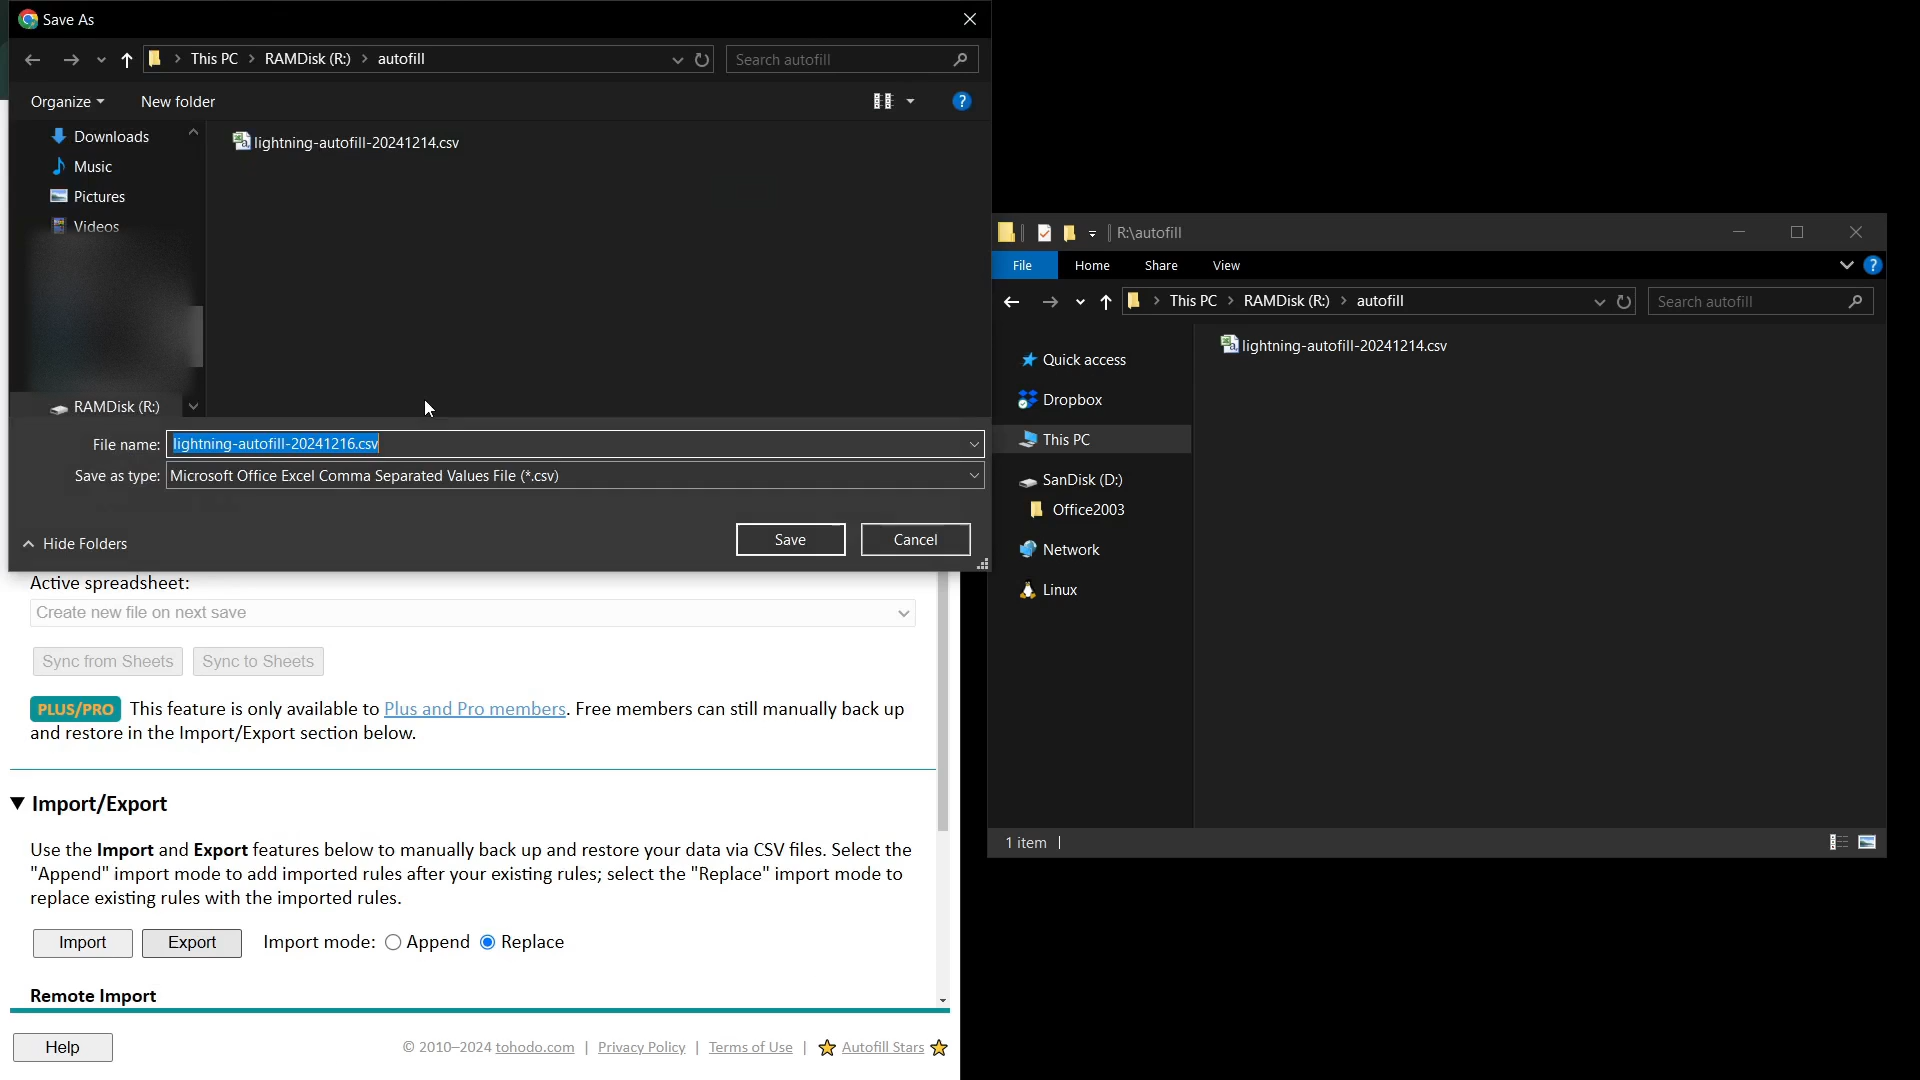 Save As
This PC > RAMDisk (R:) > autofill
Search autofill
Organize
New folder
?
Downloads
Music
Pictures
Videos
RAMDisk (R:)
lightning-autofill-20241214.csv
File name: lightning-autofill-20241216.csv
Save as type: Microsoft Office Excel Comma Separated Values File (*.csv)
Hide Folders
Save
Cancel
R:\autofill
File
Home
Share
View
?
This PC > RAMDisk (R:) > autofill
Search autofill
Quick access
Dropbox
This PC
SanDisk (D:)
Office2003
Network
Linux
lightning-autofill-20241214.csv
1 item
Active spreadsheet:
Create new file on next save
Sync from Sheets
Sync to Sheets
PLUS/PRO This feature is only available to Plus and Pro members. Free members can still manually back up
and restore in the Import/Export section below.
Import/Export
Use the Import and Export features below to manually back up and restore your data via CSV files. Select the
"Append" import mode to add imported rules after your existing rules; select the "Replace" import mode to
replace existing rules with the imported rules.
Import
Export
Import mode: Append Replace
Remote Import
Help
© 2010–2024 tohodo.com | Privacy Policy | Terms of Use | Autofill Stars